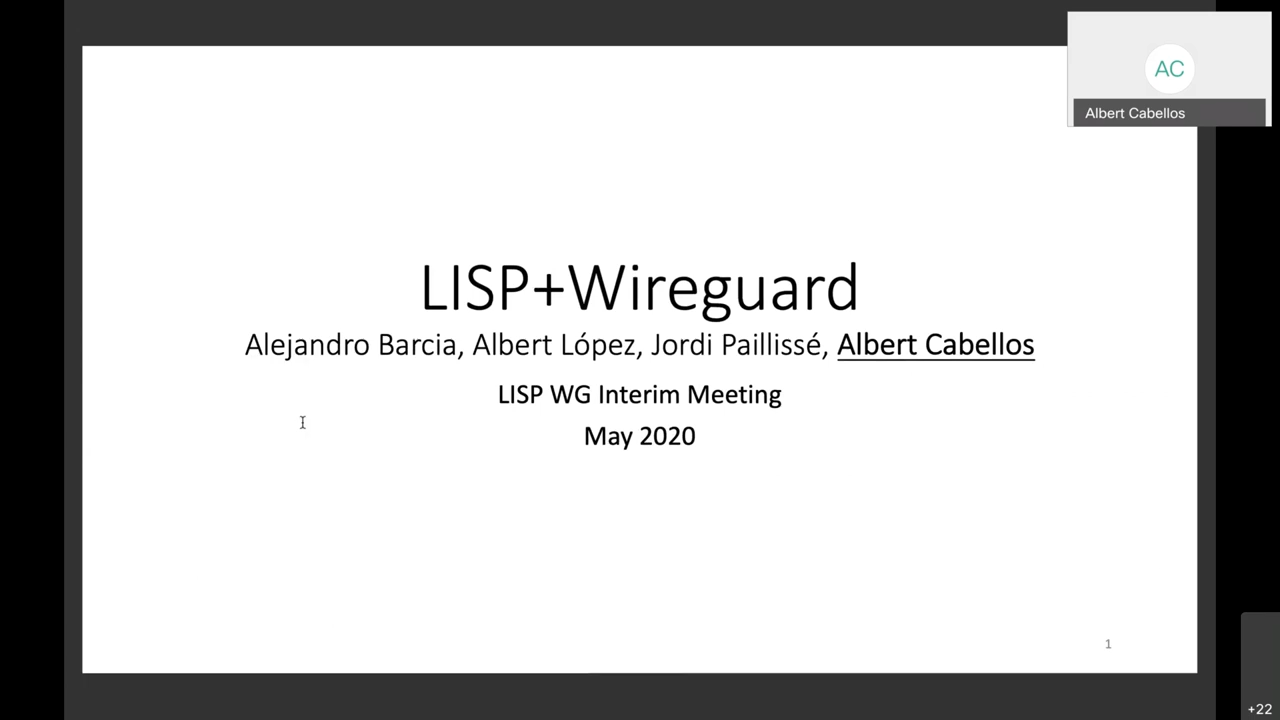 AC
Albert Cabellos
LISP+Wireguard
Alejandro Barcia, Albert López, Jordi Paillissé, Albert Cabellos
LISP WG Interim Meeting
May 2020
1
+22